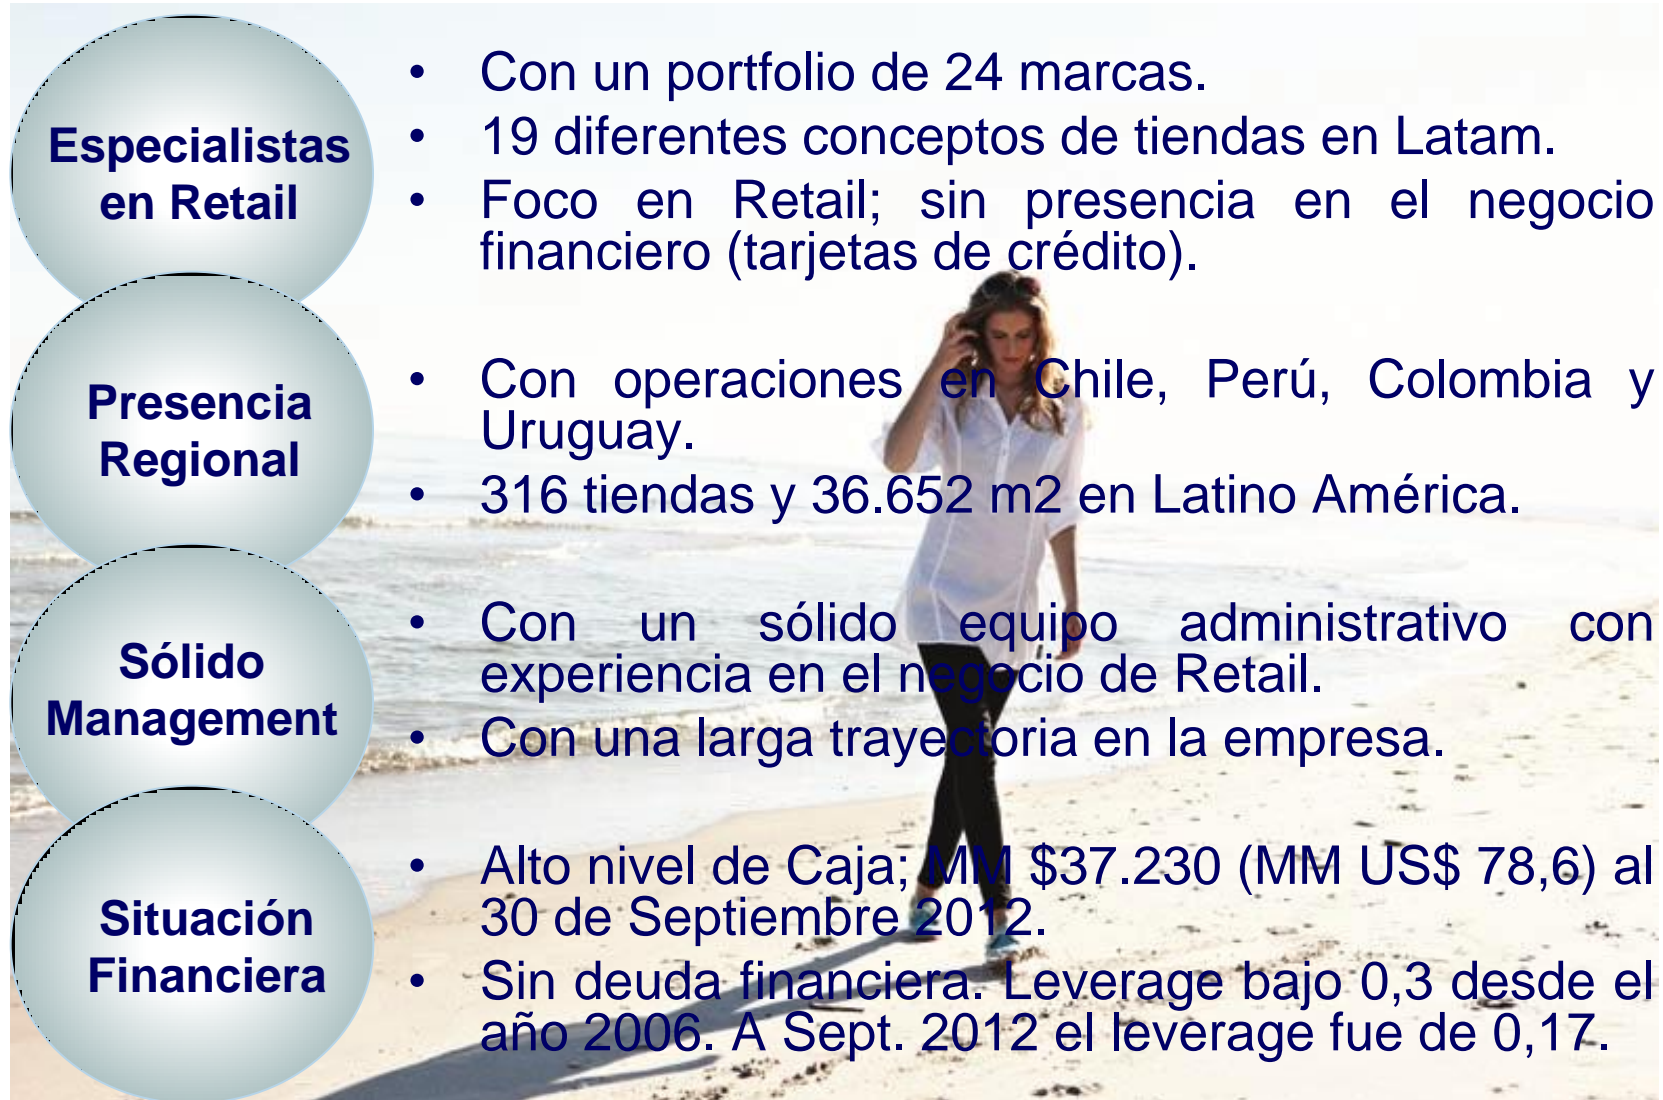 Especialistas
en Retail
• Con un portfolio de 24 marcas.
• 19 diferentes conceptos de tiendas en Latam.
• Foco en Retail; sin presencia en el negocio
financiero (tarjetas de crédito).
Presencia
Regional
• Con operaciones en Chile, Perú, Colombia y
Uruguay.
• 316 tiendas y 36.652 m2 en Latino América.
Sólido
Management
• Con un sólido equipo administrativo con
experiencia en el negocio de Retail.
• Con una larga trayectoria en la empresa.
Situación
Financiera
• Alto nivel de Caja; MM $37.230 (MM US$ 78,6) al
30 de Septiembre 2012.
• Sin deuda financiera. Leverage bajo 0,3 desde el
año 2006. A Sept. 2012 el leverage fue de 0,17.